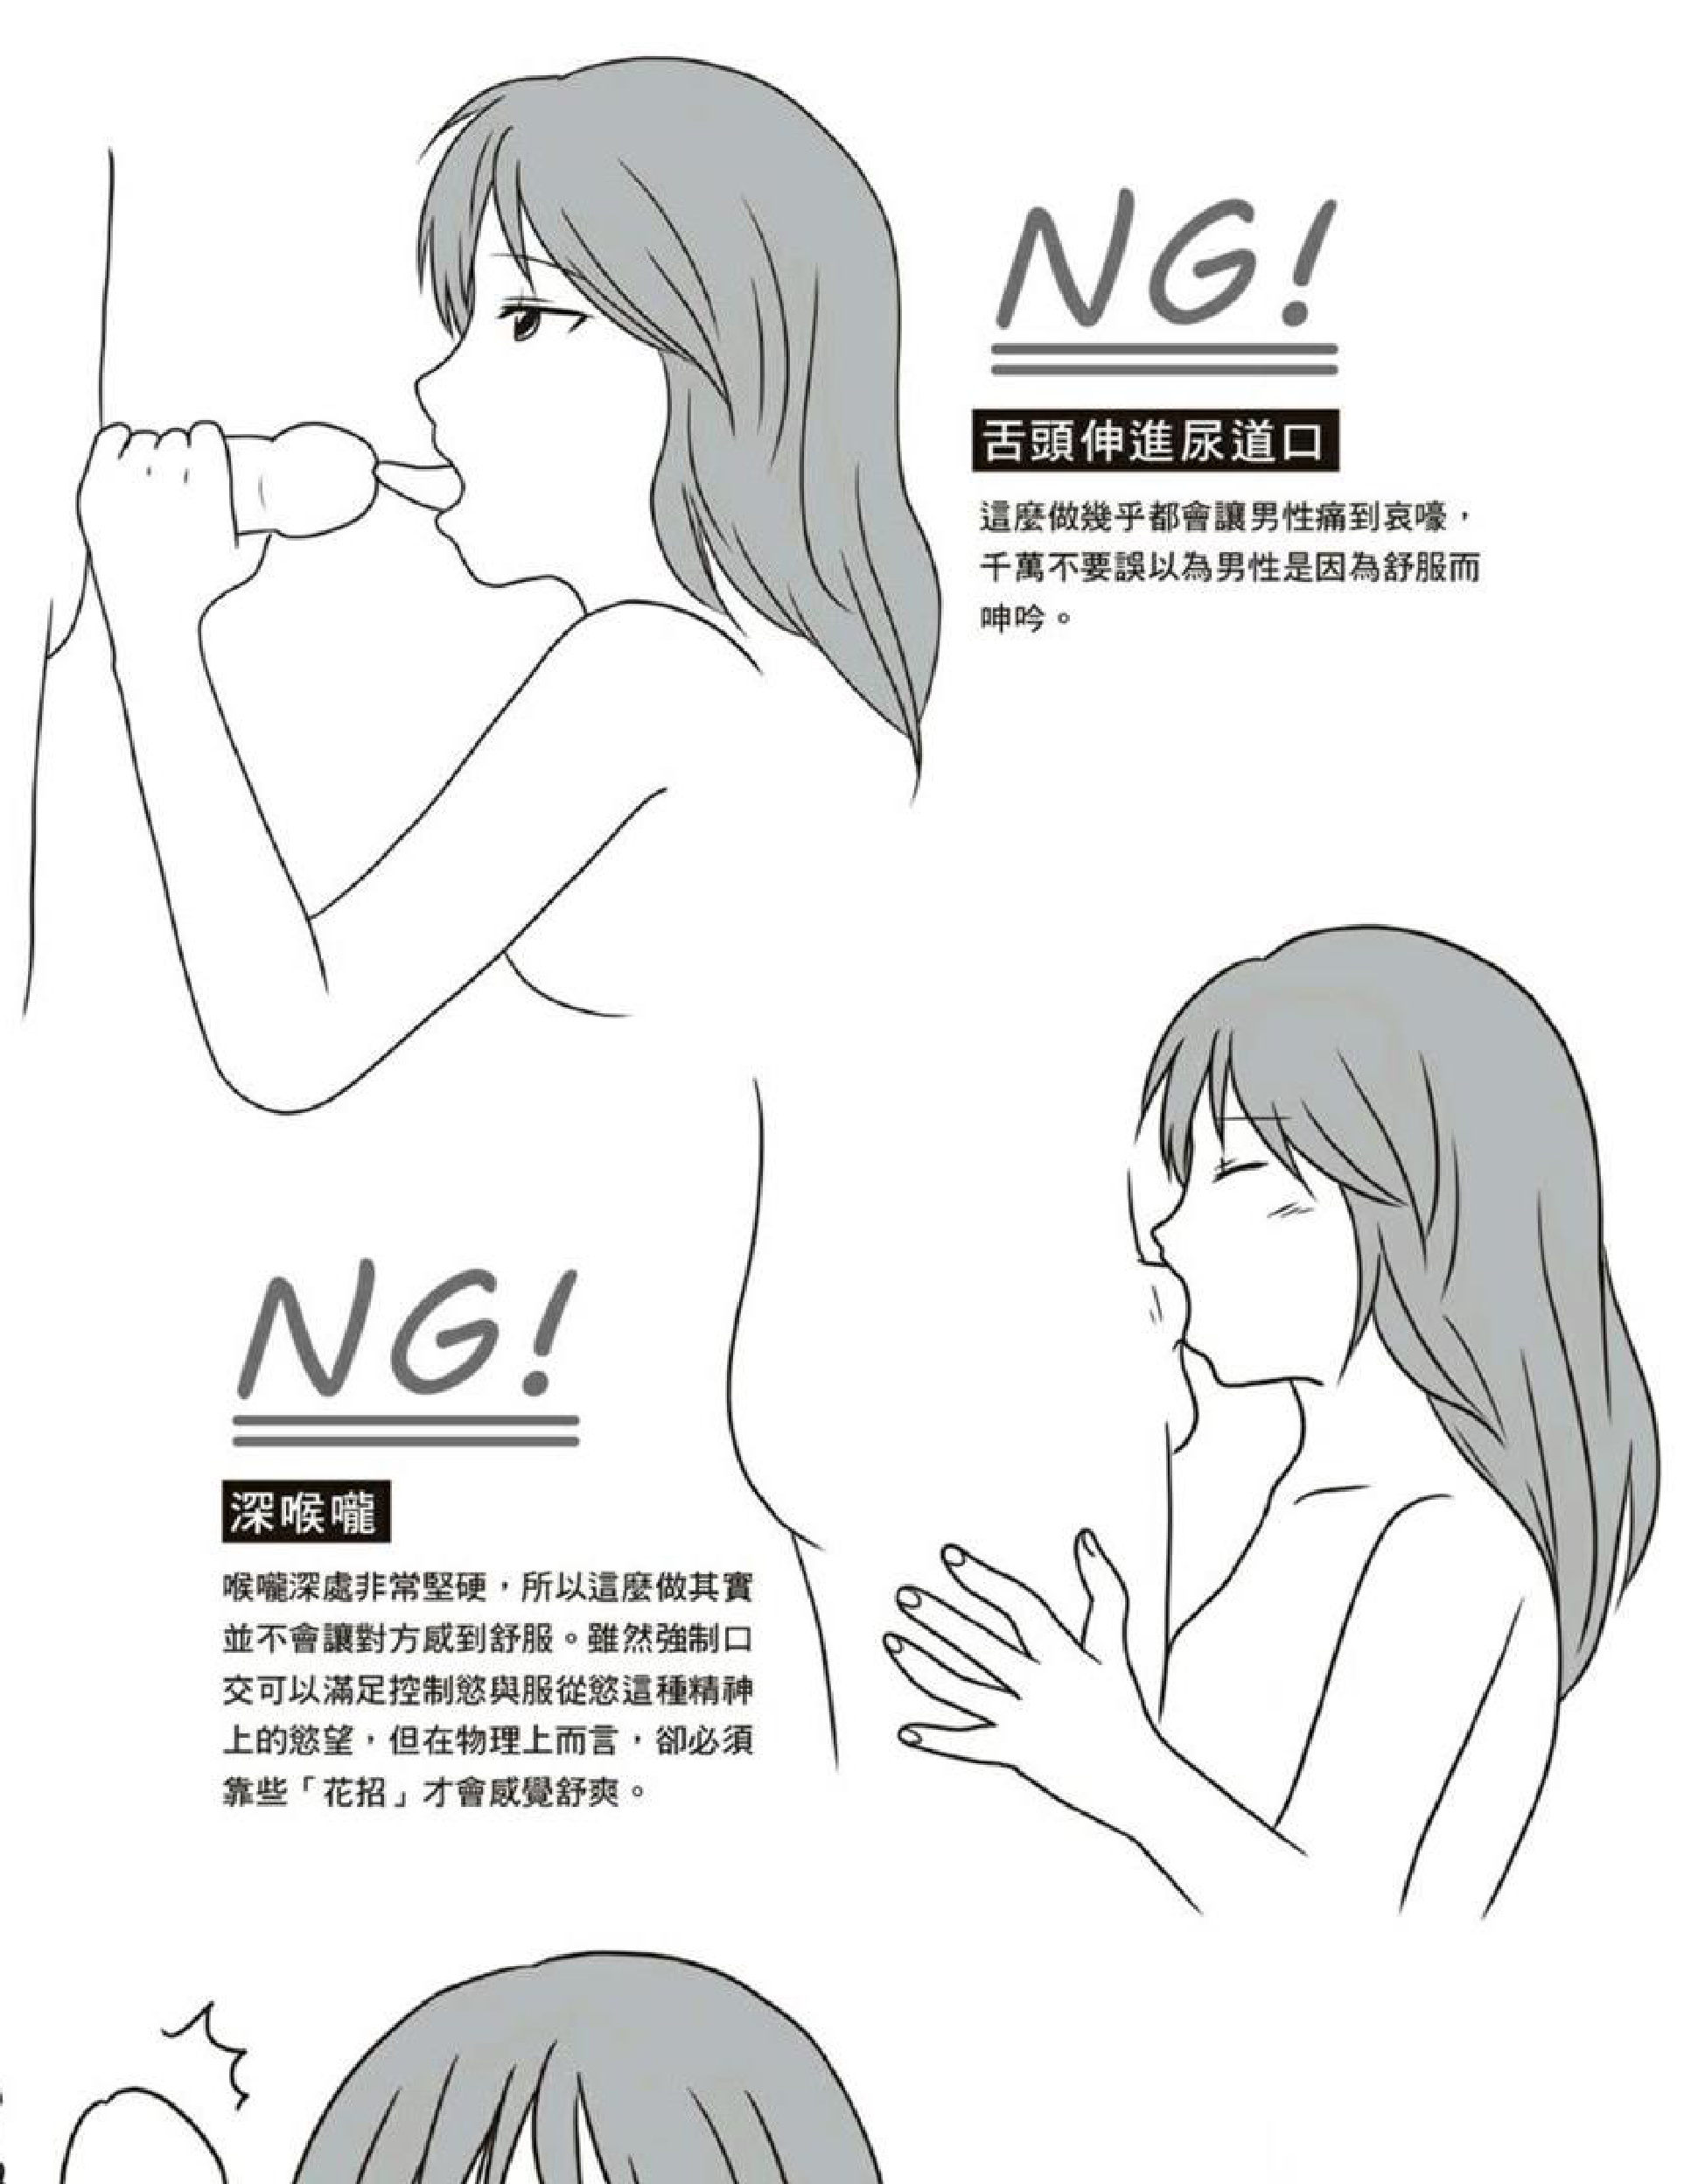 NG!
舌頭伸進尿道口
這麼做幾乎都會讓男性痛到哀嚎，
千萬不要誤以為男性是因為舒服而
呻吟。
NG!
深喉嚨
喉嚨深處非常堅硬，所以這麼做其實
並不會讓對方感到舒服。雖然強制口
交可以滿足控制慾與服從慾這種精神
上的慾望，但在物理上而言，卻必須
靠些「花招」才會感覺舒爽。